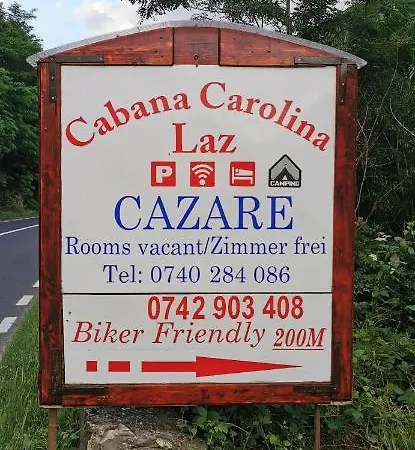 Cabana Carolina
Laz
P CAMPING
CAZARE
Rooms vacant/Zimmer frei
Tel: 0740 284 086
0742 903 408
Biker Friendly 200M